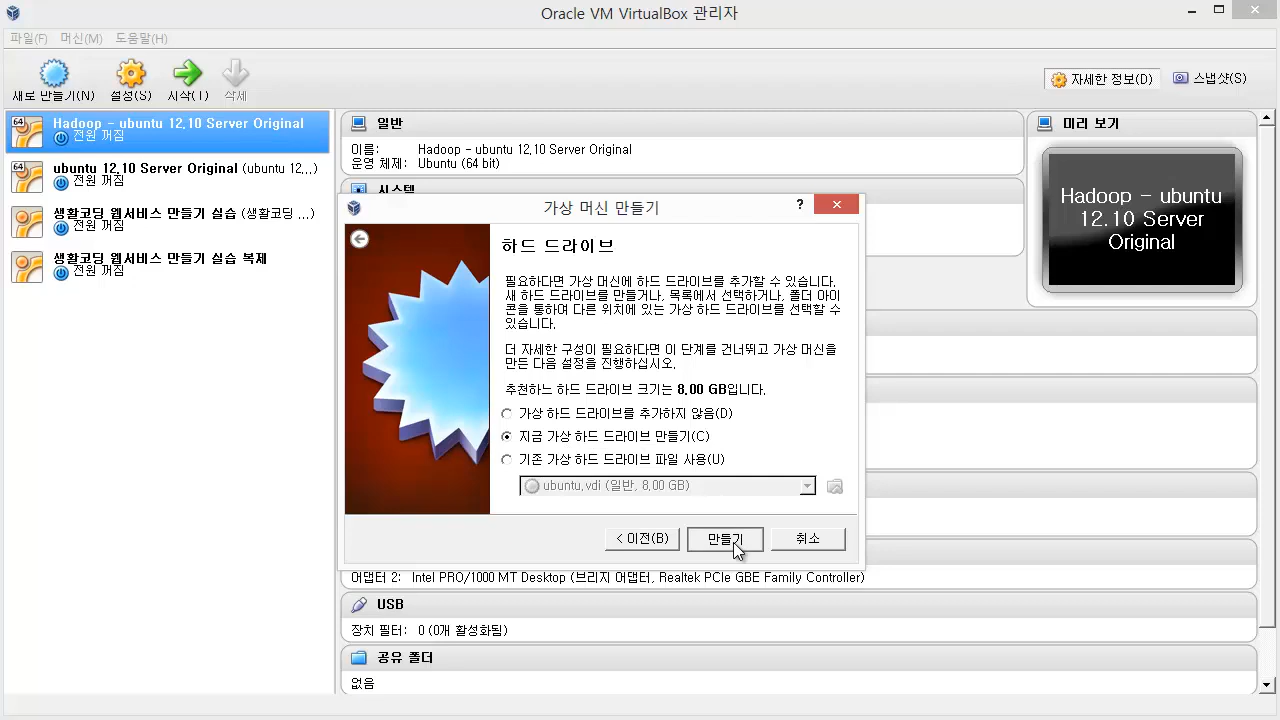 Oracle VM VirtualBox 관리자
파일(F) 머신(M) 도움말(H)
새로 만들기(N) 설정(S) 시작(T) 삭제
자세한 정보(D) 스냅샷(S)
64 Hadoop - ubuntu 12.10 Server Original
전원 꺼짐
64 ubuntu 12.10 Server Original (ubuntu 12...)
전원 꺼짐
생활코딩 웹서비스 만들기 실습 (생활코딩 ...)
전원 꺼짐
생활코딩 웹서비스 만들기 실습 복제
전원 꺼짐
일반
이름: Hadoop - ubuntu 12.10 Server Original
운영 체제: Ubuntu (64 bit)
시스템
미리 보기
Hadoop - ubuntu
12.10 Server
Original
가상 머신 만들기
?
하드 드라이브
필요하다면 가상 머신에 하드 드라이브를 추가할 수 있습니다.
새 하드 드라이브를 만들거나, 목록에서 선택하거나, 폴더 아이
콘을 통하여 다른 위치에 있는 가상 하드 드라이브를 선택할 수
있습니다.
더 자세한 구성이 필요하다면 이 단계를 건너뛰고 가상 머신을
만든 다음 설정을 진행하십시오.
추천하느 하드 드라이브 크기는 8.00 GB입니다.
가상 하드 드라이브를 추가하지 않음(D)
지금 가상 하드 드라이브 만들기(C)
기존 가상 하드 드라이브 파일 사용(U)
ubuntu.vdi (일반, 8.00 GB)
< 이전(B) 만들기 취소
어댑터 2: Intel PRO/1000 MT Desktop (브리지 어댑터, Realtek PCIe GBE Family Controller)
USB
장치 필터: 0 (0개 활성화됨)
공유 폴더
없음